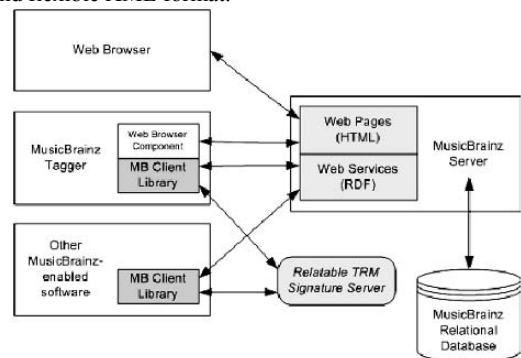 and flexible XML format.
Web Browser
MusicBrainz
Tagger
Web Browser
Component
MB Client
Library
Other
MusicBrainz-
enabled
software
MB Client
Library
Web Pages
(HTML)
Web Services
(RDF)
MusicBrainz
Server
Relatable TRM
Signature Server
MusicBrainz
Relational
Database